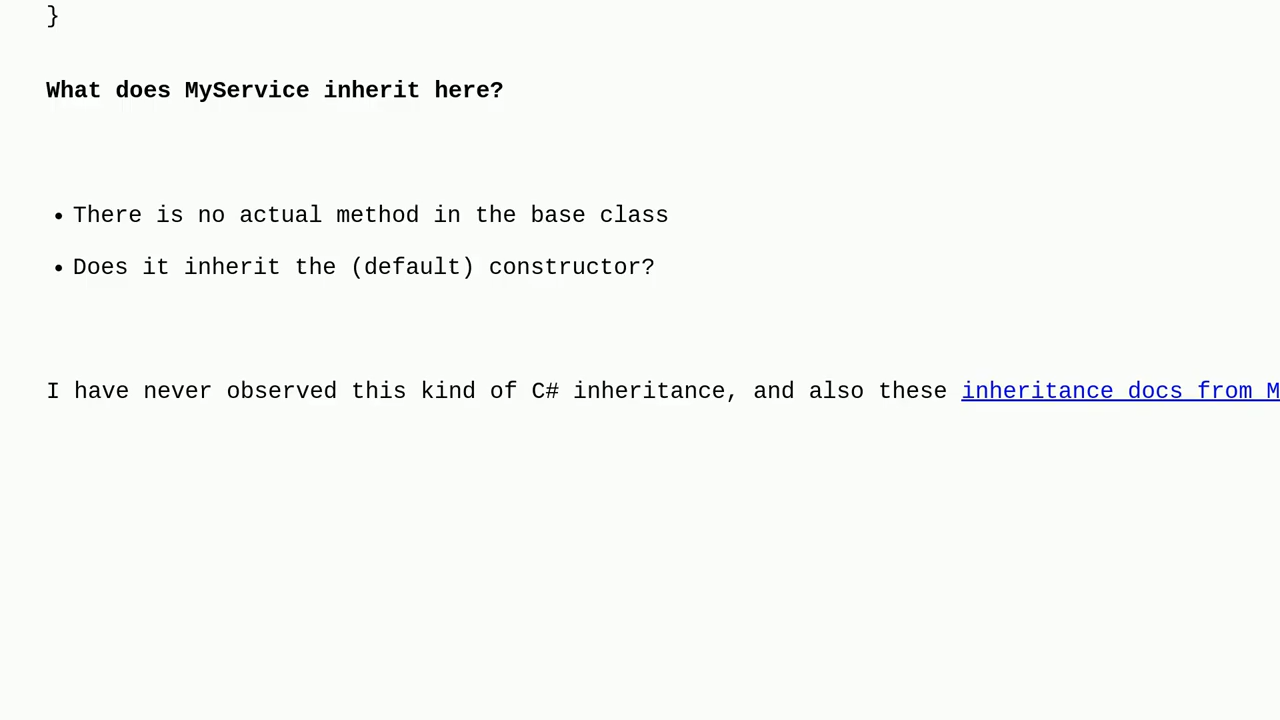 }
What does MyService inherit here?
• There is no actual method in the base class
• Does it inherit the (default) constructor?
I have never observed this kind of C# inheritance, and also these inheritance docs from M